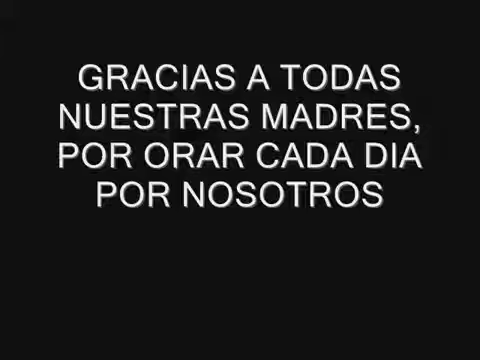 GRACIAS A TODAS
NUESTRAS MADRES,
POR ORAR CADA DIA
POR NOSOTROS